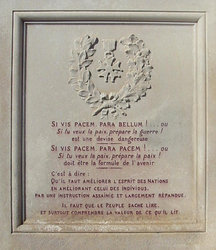 SI VIS PACEM, PARA BELLUM!... ou
Si tu veux la paix, prépare la guerre!
est une devise dangereuse
SI VIS PACEM, PARA PACEM!... ou
Si tu veux la paix, prépare la paix!
doit être la formule de l'avenir
C'est à dire:
QU'IL FAUT AMÉLIORER L'ESPRIT DES NATIONS
EN AMÉLIORANT CELUI DES INDIVIDUS,
PAR UNE INSTRUCTION ASSAINIE ET LARGEMENT RÉPANDUE.
IL FAUT QUE LE PEUPLE SACHE LIRE,
ET SURTOUT COMPRENDRE LA VALEUR DE CE QU'IL LIT.